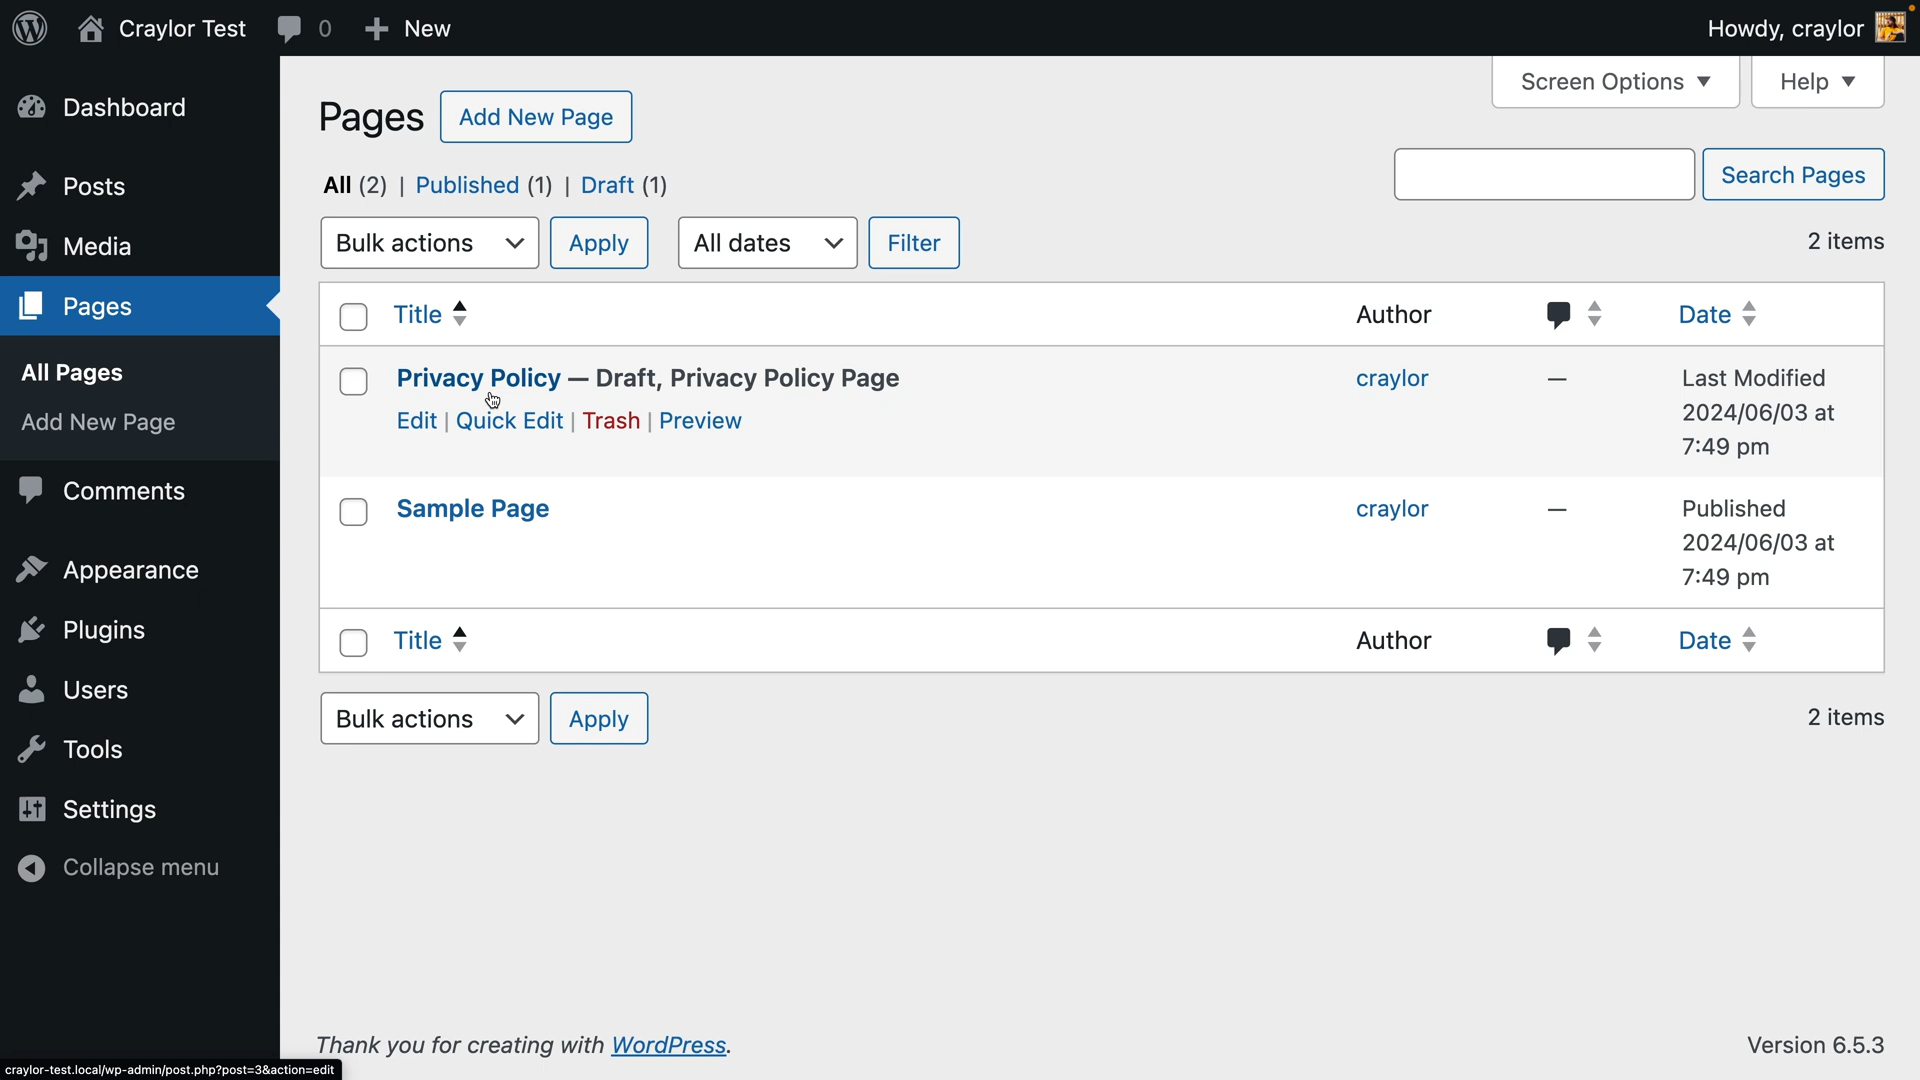 Craylor Test 0 New Howdy, craylor
Dashboard
Posts
Media
Pages
All Pages
Add New Page
Comments
Appearance
Plugins
Users
Tools
Settings
Collapse menu
Screen Options ▼ Help ▼
Pages Add New Page
All (2) | Published (1) | Draft (1)
Search Pages
Bulk actions Apply All dates Filter 2 items
Title Author Date
Privacy Policy — Draft, Privacy Policy Page craylor — Last Modified
2024/06/03 at
7:49 pm
Edit | Quick Edit | Trash | Preview
Sample Page craylor — Published
2024/06/03 at
7:49 pm
Title Author Date
Bulk actions Apply 2 items
Thank you for creating with WordPress. Version 6.5.3
craylor-test.local/wp-admin/post.php?post=3&action=edit